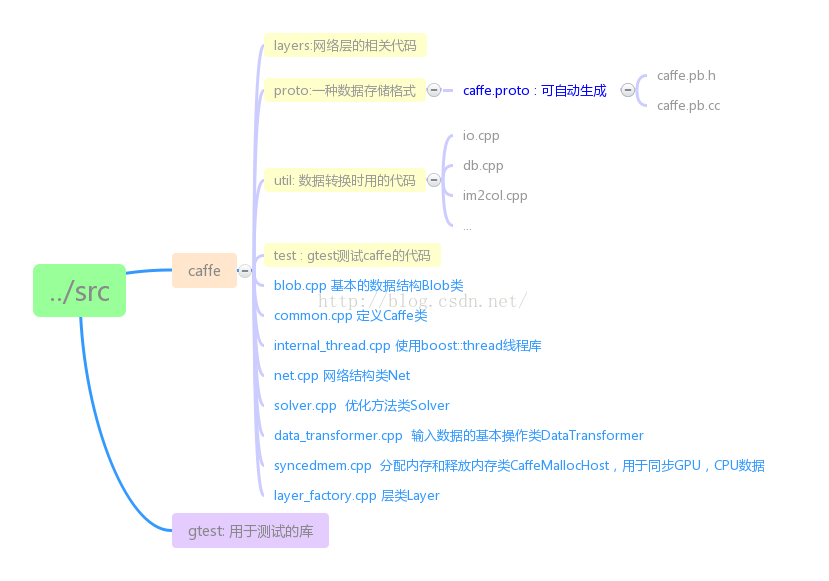 layers:网络层的相关代码
proto:一种数据存储格式
caffe.proto : 可自动生成
caffe.pb.h
caffe.pb.cc
util: 数据转换时用的代码
io.cpp
db.cpp
im2col.cpp
...
test : gtest测试caffe的代码
../src
caffe
blob.cpp 基本的数据结构Blob类
http://blog.csdn.net/
common.cpp 定义Caffe类
internal_thread.cpp 使用boost::thread线程库
net.cpp 网络结构类Net
solver.cpp 优化方法类Solver
data_transformer.cpp 输入数据的基本操作类DataTransformer
syncedmem.cpp 分配内存和释放内存类CaffeMallocHost，用于同步GPU，CPU数据
layer_factory.cpp 层类Layer
gtest: 用于测试的库